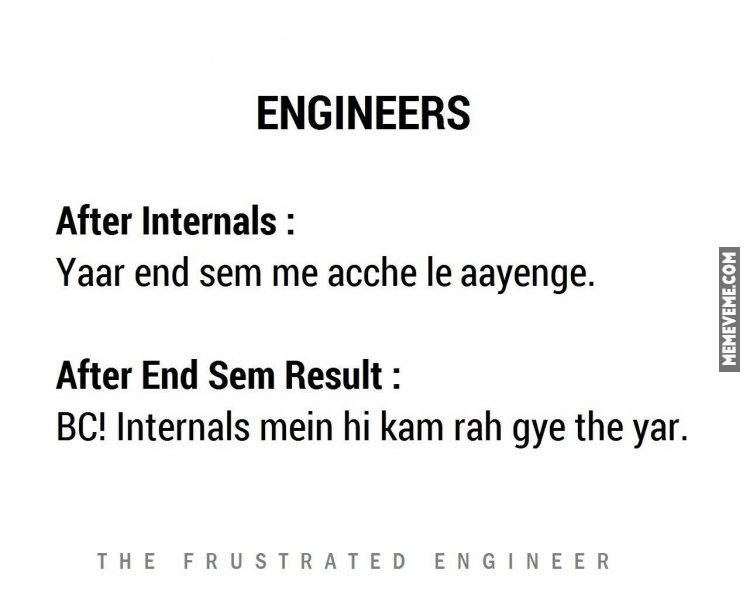 ENGINEERS
After Internals :
Yaar end sem me acche le aayenge.
After End Sem Result :
BC! Internals mein hi kam rah gye the yar.
THE FRUSTRATED ENGINEER
MEMEVEME.COM